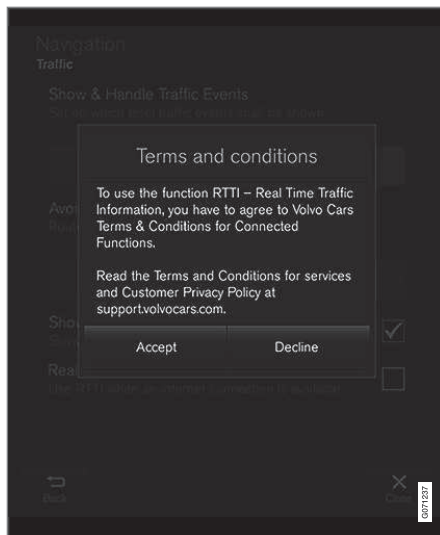 Navigation
Traffic
Show & Handle Traffic Events
Terms and conditions
To use the function RTTI – Real Time Traffic
Information, you have to agree to Volvo Cars
Terms & Conditions for Connected
Functions.
Read the Terms and Conditions for services
and Customer Privacy Policy at
support.volvocars.com.
Accept
Decline
Back
Close
G071237